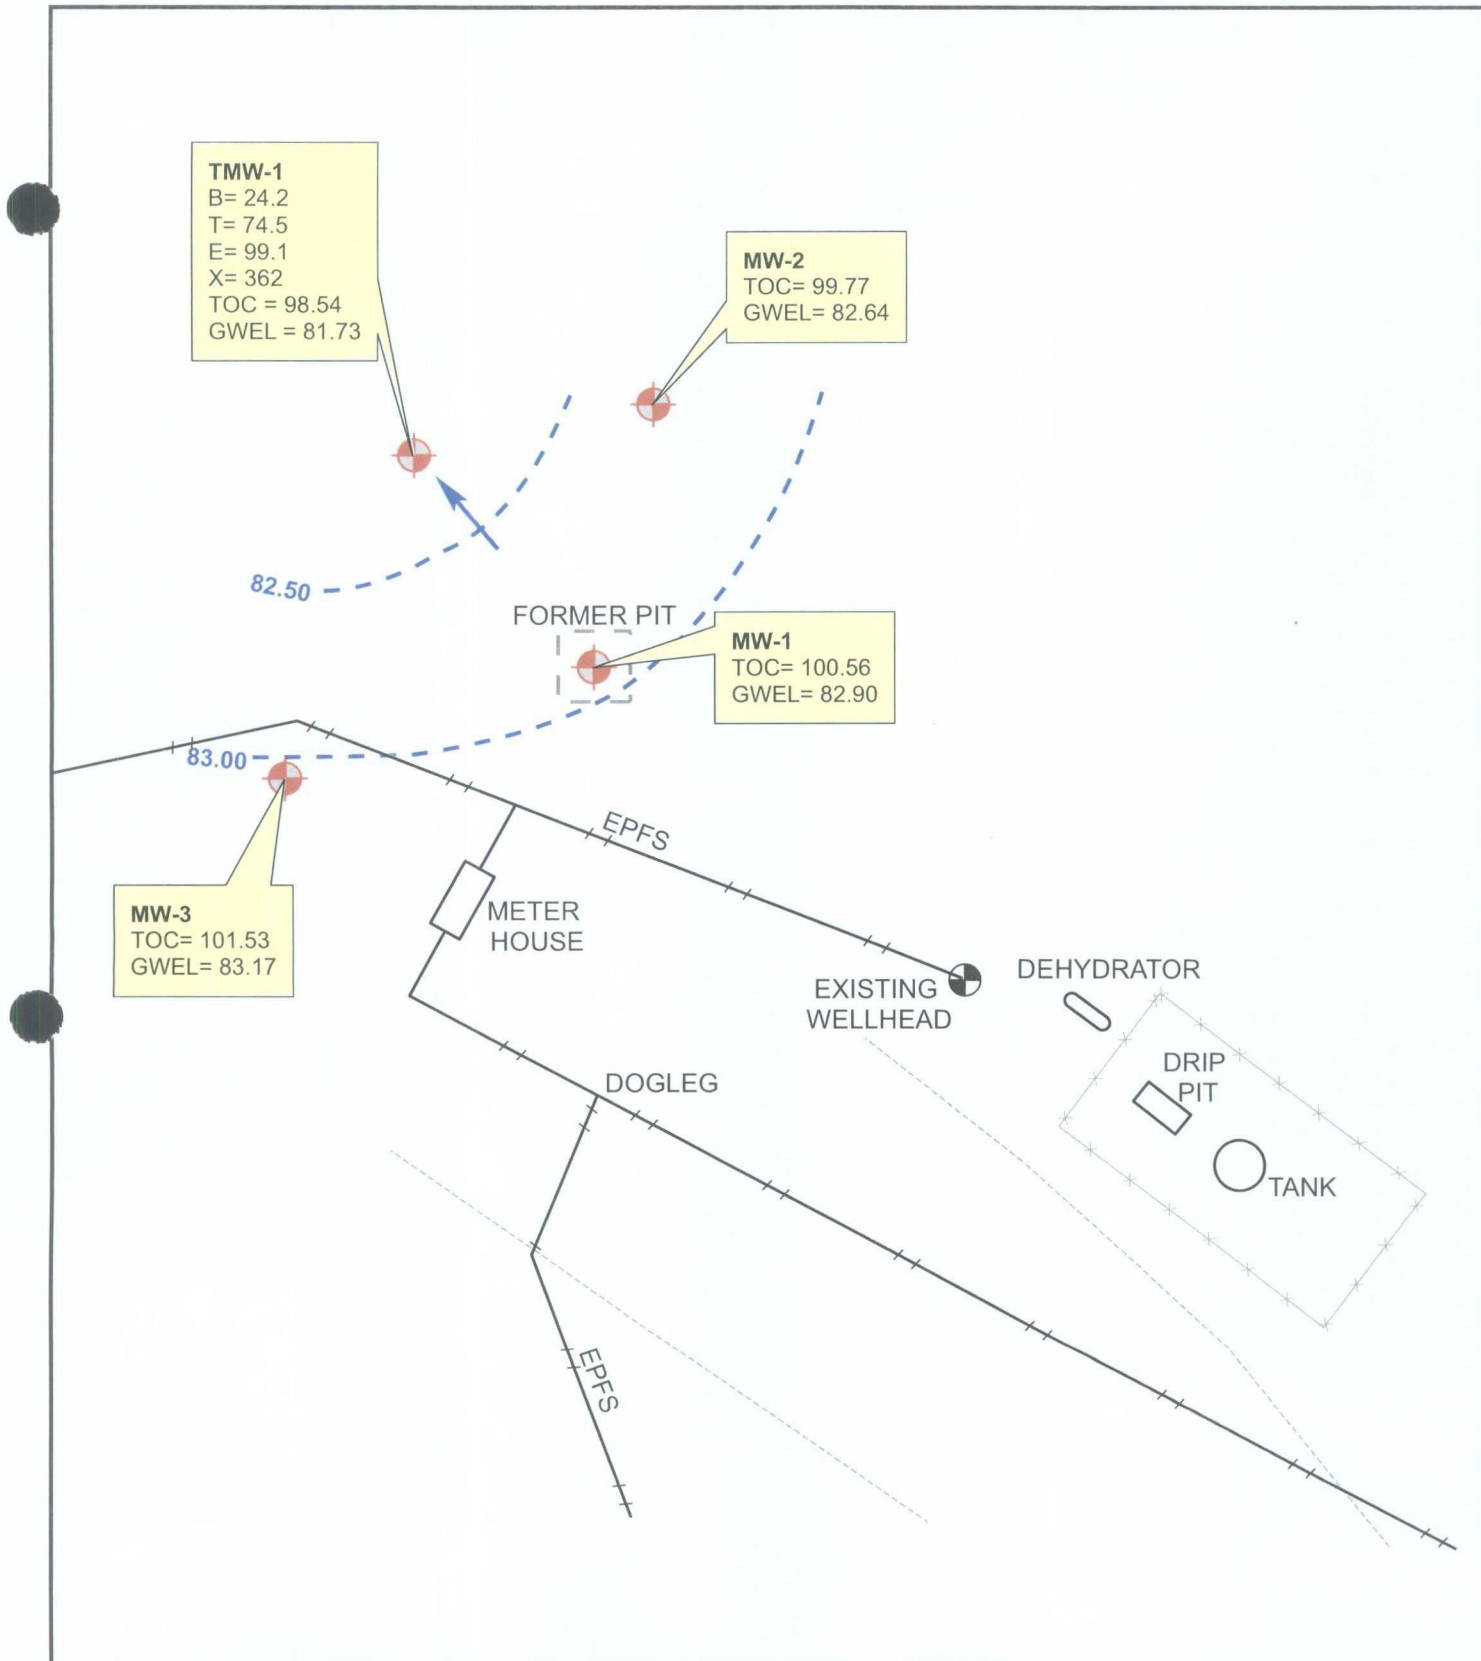 TMW-1
B= 24.2
T= 74.5
E= 99.1
X= 362
TOC = 98.54
GWEL = 81.73
MW-2
TOC= 99.77
GWEL= 82.64
82.50
FORMER PIT
MW-1
TOC= 100.56
GWEL= 82.90
83.00
EPFS
MW-3
TOC= 101.53
GWEL= 83.17
METER
HOUSE
EXISTING
WELLHEAD
DEHYDRATOR
DRIP
PIT
TANK
DOGLEG
EPFS